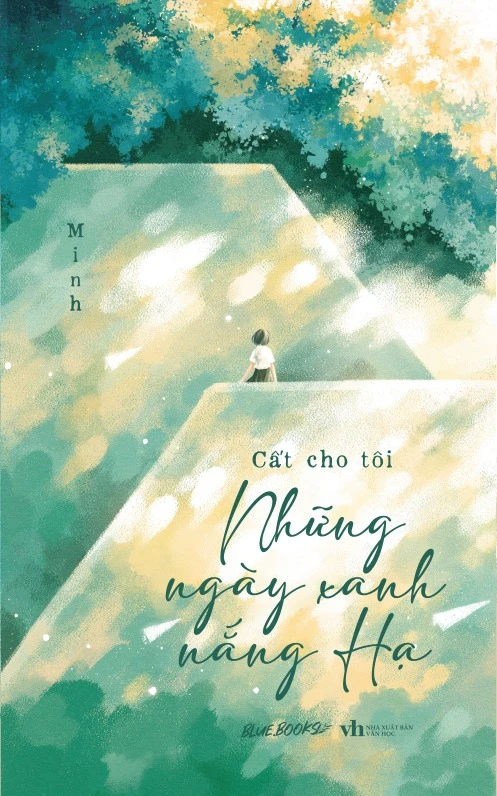 Minh
Cất cho tôi
Những
ngày xanh
nắng Hạ
BLUE.BOOKS
vh NHÀ XUẤT BẢN
VĂN HỌC